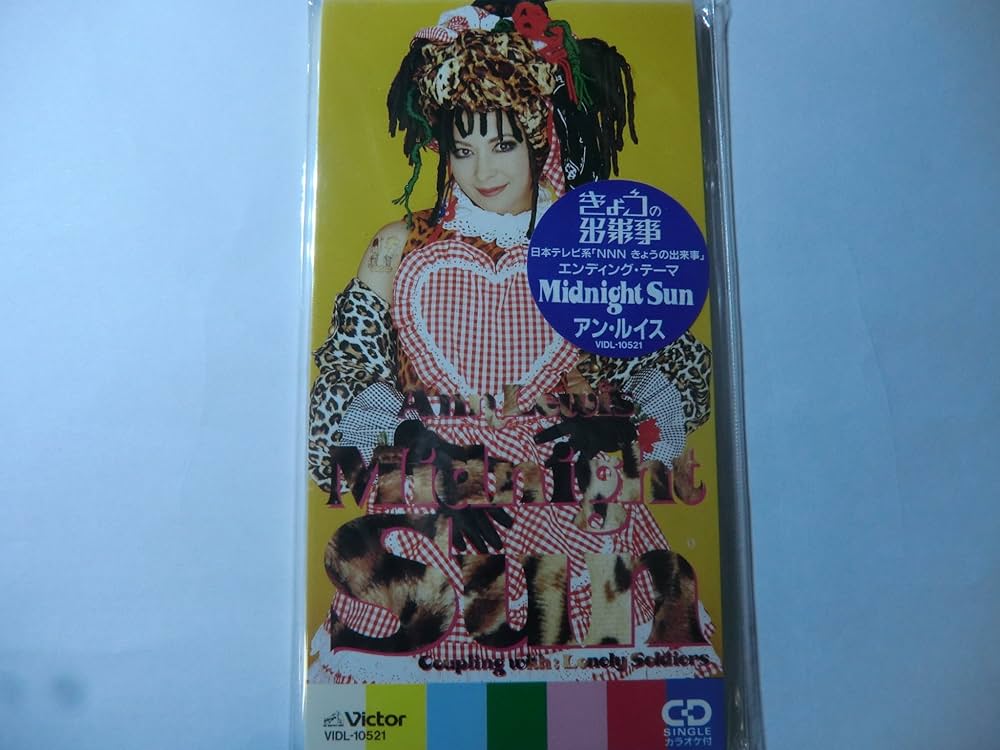 きょうの
出来事
日本テレビ系「NNN きょうの出来事」
エンディング・テーマ
Midnight Sun
アン・ルイス
VIDL-10521
Ann Lewis
Midnight
Sun
Coupling with : Lonely Soldiers
Victor
VIDL-10521
CD
SINGLE
カラオケ付